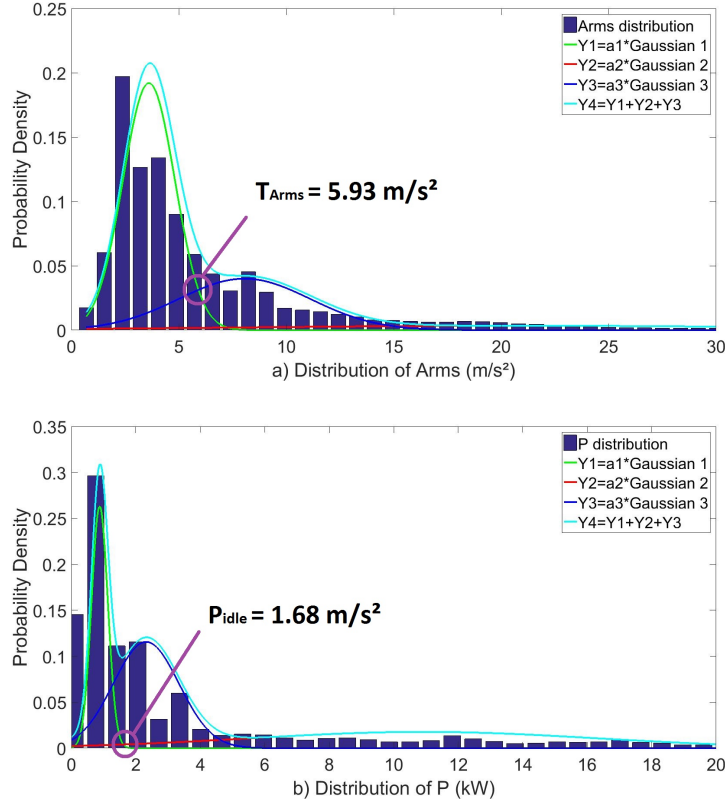 0.25
0.2
0.15
0.1
0.05
0
Probability Density
Arms distribution
Y1=a1*Gaussian 1
Y2=a2*Gaussian 2
Y3=a3*Gaussian 3
Y4=Y1+Y2+Y3
TArms = 5.93 m/s²
0 5 10 15 20 25 30
a) Distribution of Arms (m/s²)
0.35
0.3
0.25
0.2
0.15
0.1
0.05
0
Probability Density
P distribution
Y1=a1*Gaussian 1
Y2=a2*Gaussian 2
Y3=a3*Gaussian 3
Y4=Y1+Y2+Y3
Pidle = 1.68 m/s²
0 2 4 6 8 10 12 14 16 18 20
b) Distribution of P (kW)